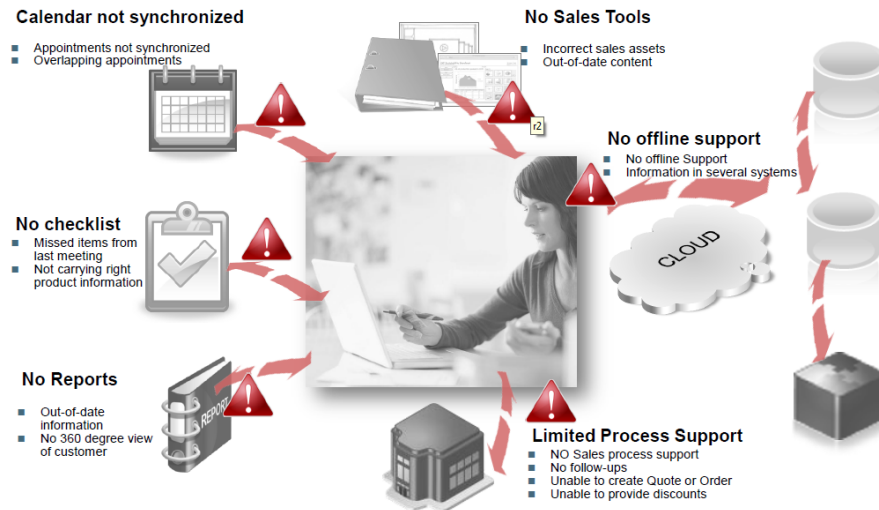 Calendar not synchronized
Appointments not synchronized
Overlapping appointments
No Sales Tools
Incorrect sales assets
Out-of-date content
r2
No offline support
No offline Support
Information in several systems
CLOUD
No checklist
Missed items from
last meeting
Not carrying right
product information
No Reports
Out-of-date
information
No 360 degree view
of customer
REPORT
Limited Process Support
NO Sales process support
No follow-ups
Unable to create Quote or Order
Unable to provide discounts